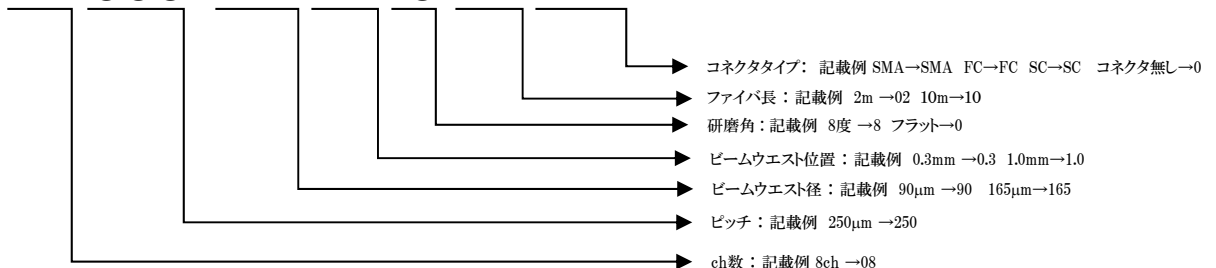 コネクタタイプ： 記載例 SMA→SMA FC→FC SC→SC コネクタ無し→0
ファイバ長：記載例 2m →02 10m→10
研磨角：記載例 8度 →8 フラット→0
ビームウエスト位置：記載例 0.3mm →0.3 1.0mm→1.0
ビームウエスト径：記載例 90μm →90 165μm→165
ピッチ：記載例 250μm →250
ch数：記載例 8ch →08